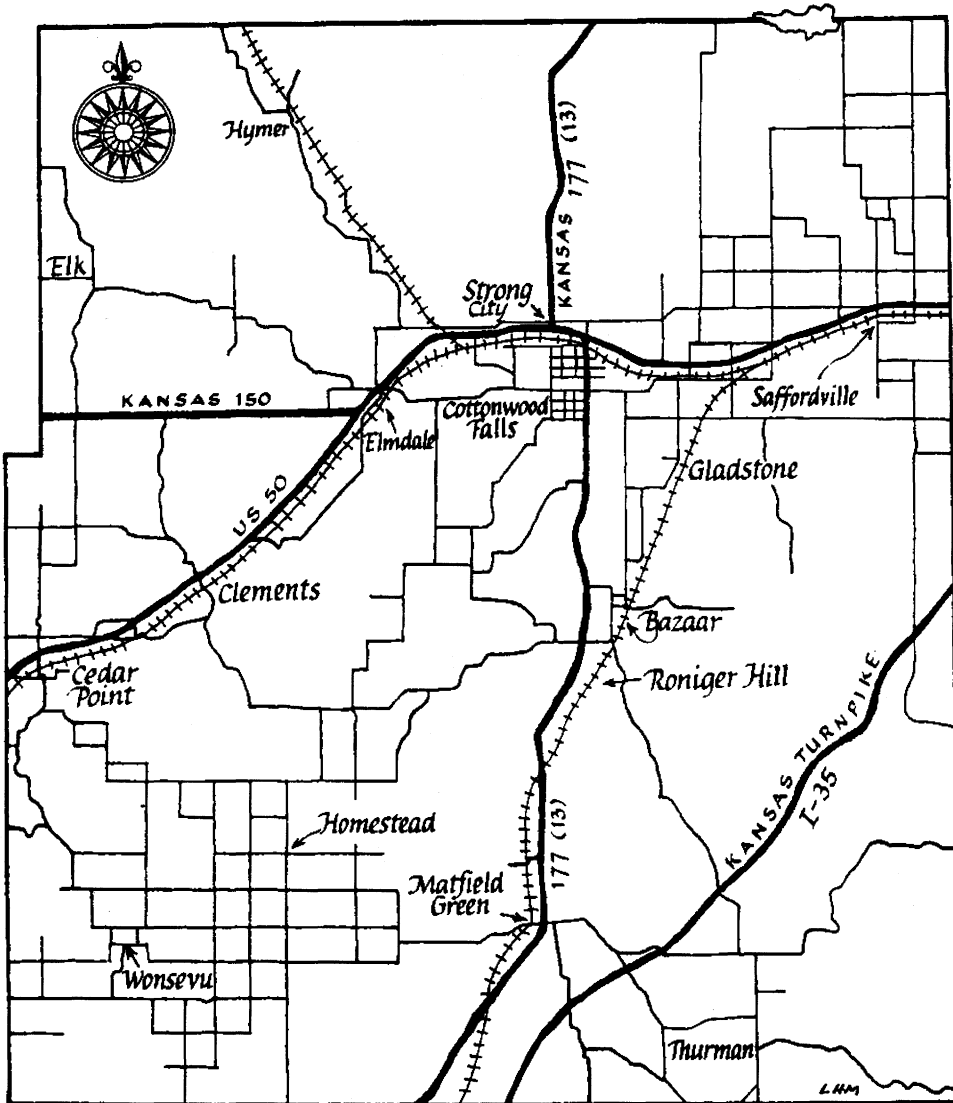 Hymer
KANSAS 177 (13)
Elk
Strong
City
KANSAS 150
Cottonwood
Falls
Elmdale
Saffordville
Gladstone
US 50
Clements
Bazaar
Cedar
Point
Roniger Hill
KANSAS TURNPIKE
I-35
Homestead
177 (13)
Matfield
Green
Wonsevu
Thurman
LHM